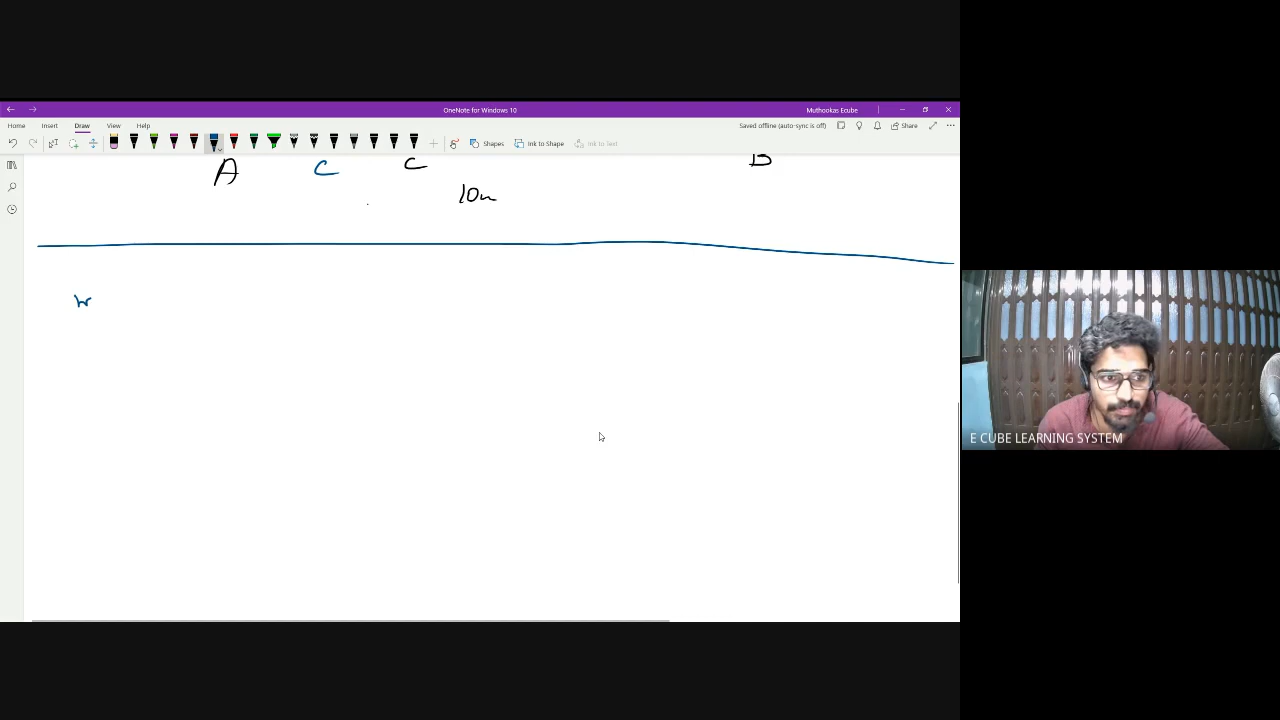 OneNote for Windows 10
Muthookas Ecube
Home Insert Draw View Help
Saved offline (auto-sync is off)
Share
Shapes
Ink to Shape
Ink to Text
A C C B
10m
E CUBE LEARNING SYSTEM